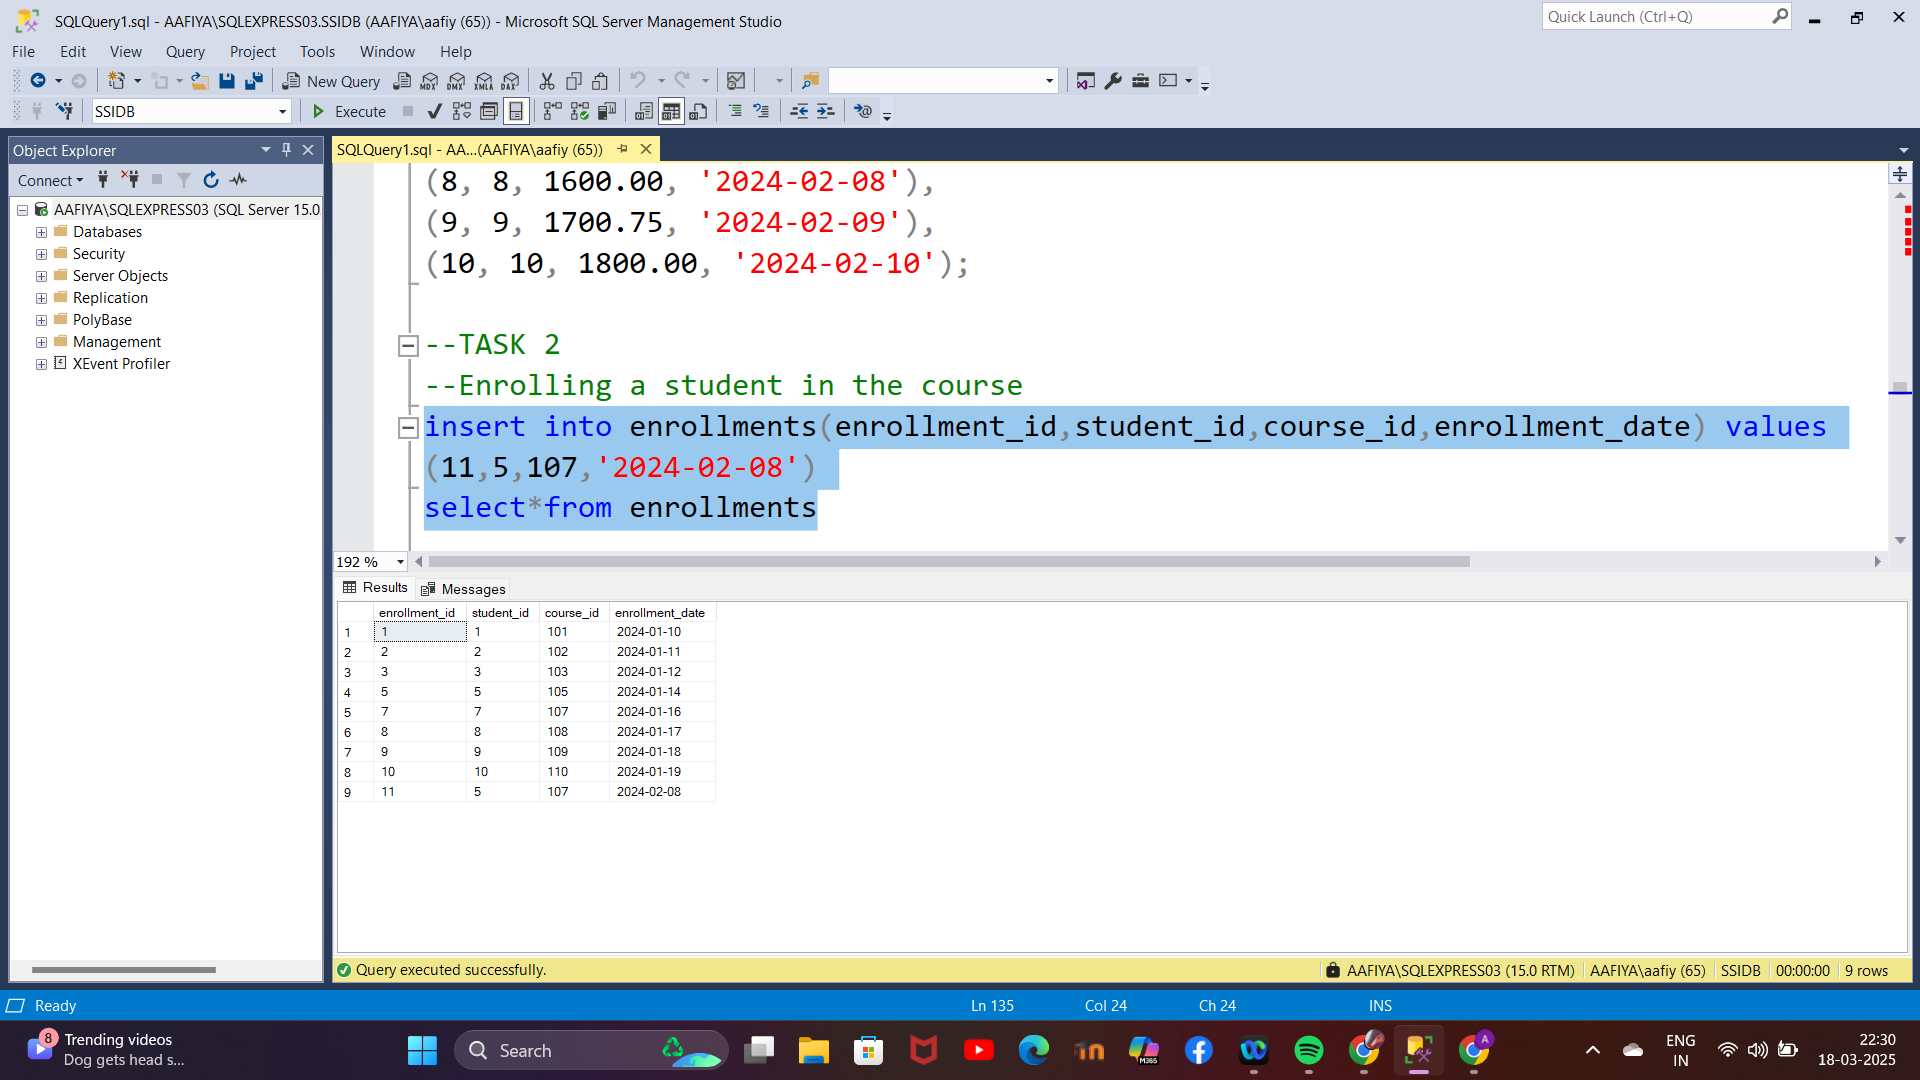 SQLQuery1.sql - AAFIYA\SQLEXPRESS03.SSIDB (AAFIYA\aafiy (65)) - Microsoft SQL Server Management Studio
Quick Launch (Ctrl+Q)
File Edit View Query Project Tools Window Help
New Query MDX DMX XMLA DAX
SSIDB Execute
Object Explorer
Connect
AAFIYA\SQLEXPRESS03 (SQL Server 15.0
Databases
Security
Server Objects
Replication
PolyBase
Management
XEvent Profiler
SQLQuery1.sql - AA...(AAFIYA\aafiy (65))
(8, 8, 1600.00, '2024-02-08'),
(9, 9, 1700.75, '2024-02-09'),
(10, 10, 1800.00, '2024-02-10');
--TASK 2
--Enrolling a student in the course
insert into enrollments(enrollment_id,student_id,course_id,enrollment_date) values
(11,5,107,'2024-02-08')
select*from enrollments
192 %
Results Messages
enrollment_id student_id course_id enrollment_date
1 1 1 101 2024-01-10
2 2 2 102 2024-01-11
3 3 3 103 2024-01-12
4 5 5 105 2024-01-14
5 7 7 107 2024-01-16
6 8 8 108 2024-01-17
7 9 9 109 2024-01-18
8 10 10 110 2024-01-19
9 11 5 107 2024-02-08
Query executed successfully. AAFIYA\SQLEXPRESS03 (15.0 RTM) AAFIYA\aafiy (65) SSIDB 00:00:00 9 rows
Ready Ln 135 Col 24 Ch 24 INS
8 Trending videos
Dog gets head s...
Search
M365
A
ENG
IN
22:30
18-03-2025